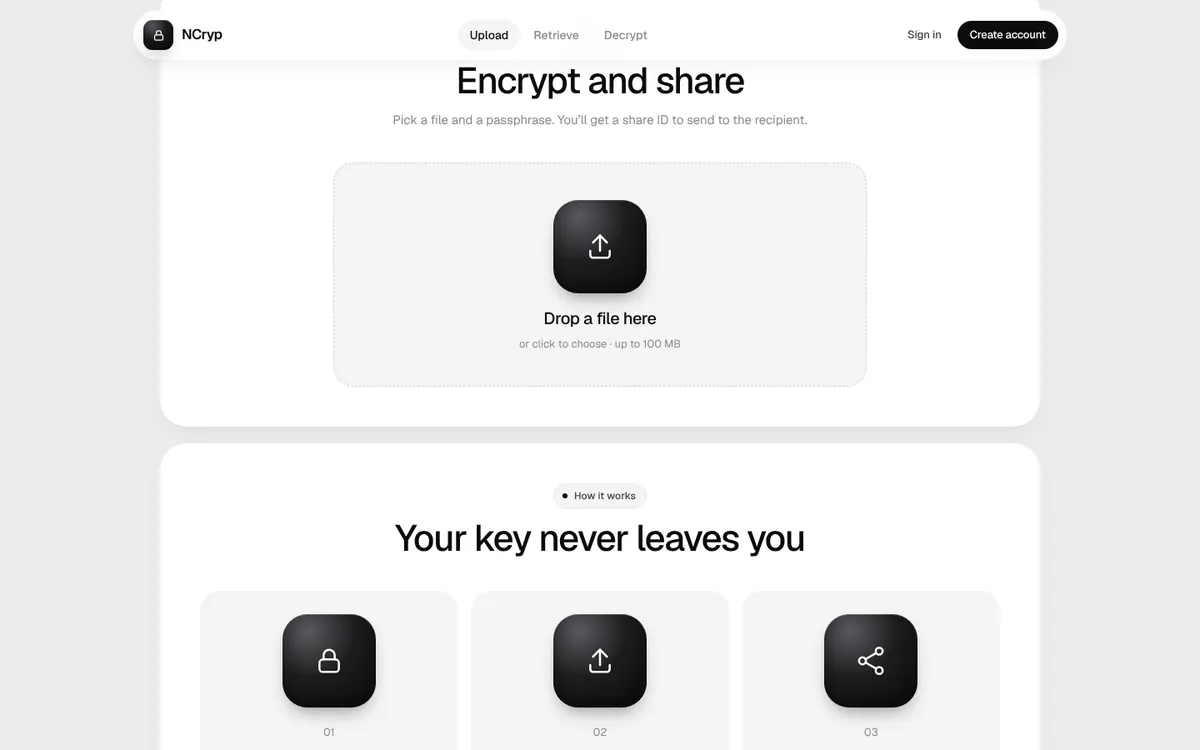 NCryp
Upload
Retrieve
Decrypt
Sign in
Create account
Encrypt and share
Pick a file and a passphrase. You’ll get a share ID to send to the recipient.
Drop a file here
or click to choose · up to 100 MB
How it works
Your key never leaves you
01
02
03